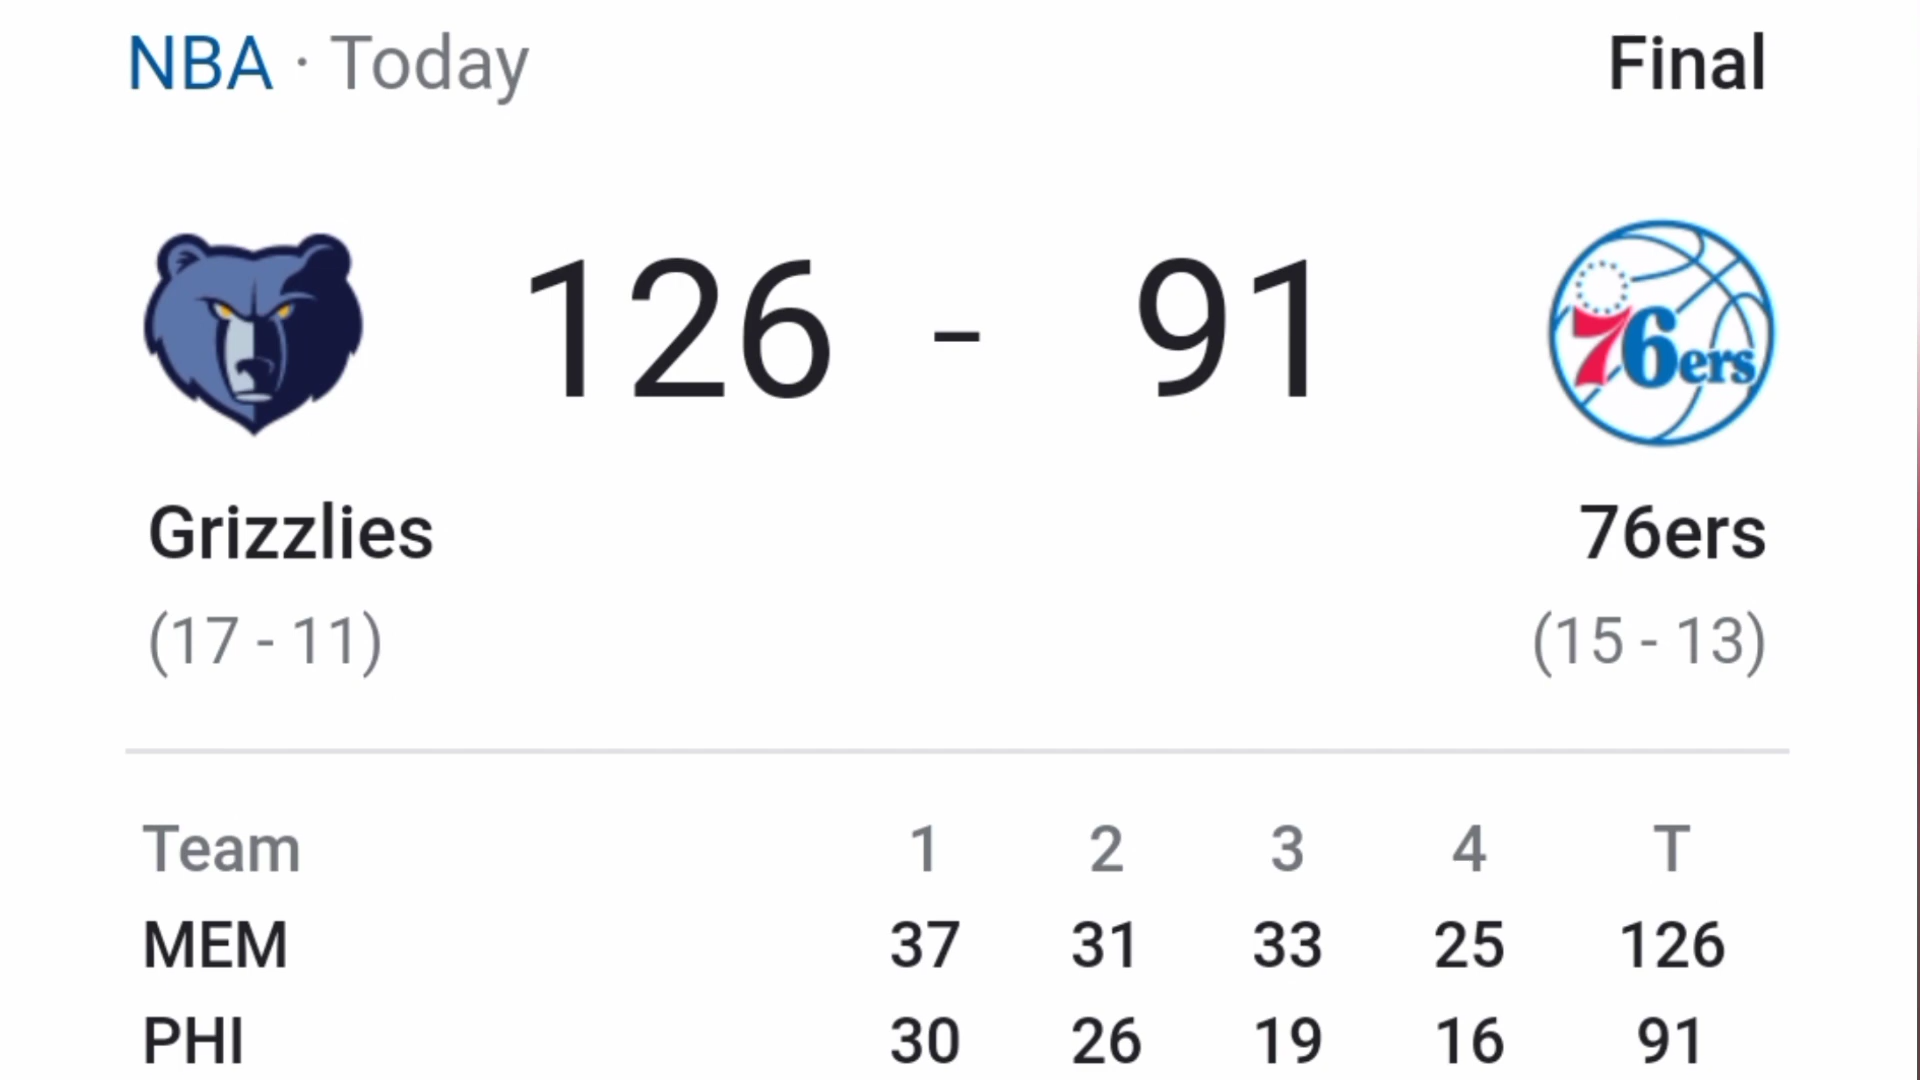 NBA · Today Final
126 - 91
76ers
Grizzlies 76ers
(17 - 11) (15 - 13)
Team 1 2 3 4 T
MEM 37 31 33 25 126
PHI 30 26 19 16 91